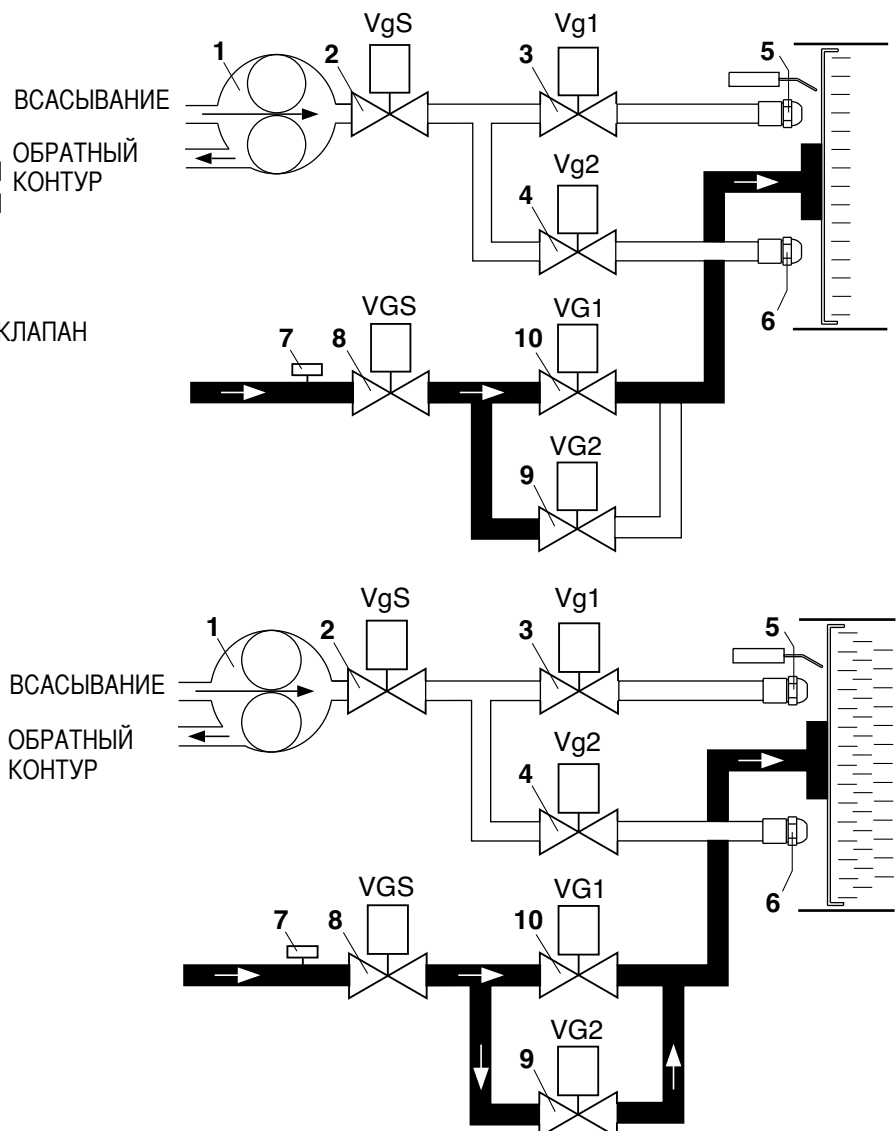 VgS Vg1
1 2 3 5
ВСАСЫВАНИЕ
ОБРАТНЫЙ
КОНТУР
Vg2
4
6
КЛАПАН
VGS VG1
7 8 10
VG2
9
VgS Vg1
1 2 3 5
ВСАСЫВАНИЕ
ОБРАТНЫЙ
КОНТУР
Vg2
4
6
VGS VG1
7 8 10
VG2
9